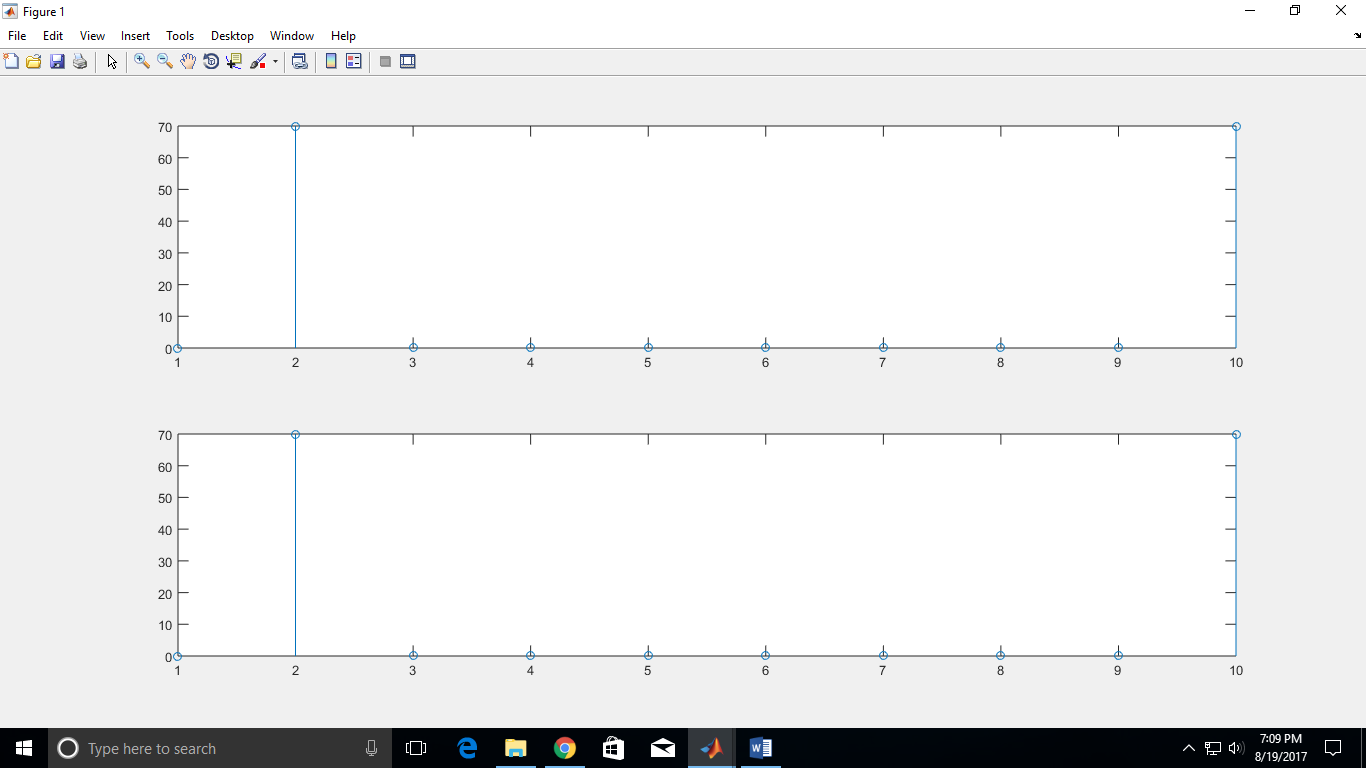 Figure 1
File Edit View Insert Tools Desktop Window Help
70
60
50
40
30
20
10
0
1 2 3 4 5 6 7 8 9 10
70
60
50
40
30
20
10
0
1 2 3 4 5 6 7 8 9 10
Type here to search
7:09 PM
8/19/2017